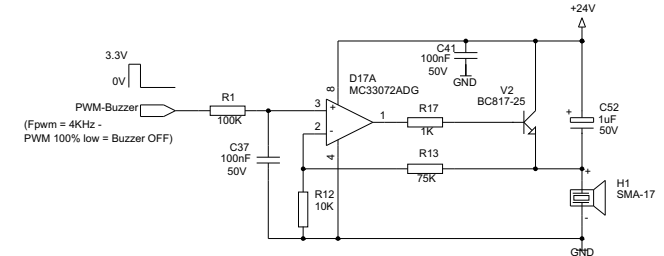 +24V
3.3V
0V
PWM-Buzzer
(Fpwm = 4KHz -
PWM 100% low = Buzzer OFF)
R1
100K
C37
100nF
50V
R12
10K
3
2
8
4
1
+
-
D17A
MC33072ADG
C41
100nF
50V
GND
R17
1K
R13
75K
V2
BC817-25
+
C52
1uF
50V
+
-
H1
SMA-17
GND